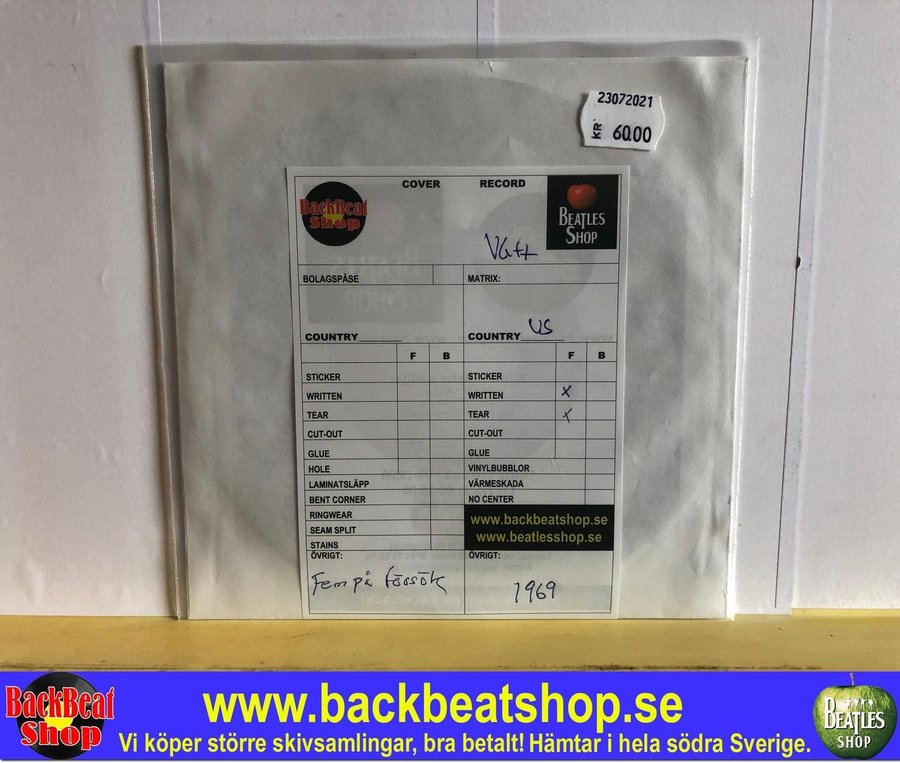 23072021
KR 60.00
COVER RECORD
BackBeat
Shop
BEATLES
SHOP
BOLAGSPÅSE MATRIX:
US
COUNTRY______ COUNTRY______
F B F B
STICKER STICKER
WRITTEN WRITTEN x
TEAR TEAR x
CUT-OUT CUT-OUT
GLUE GLUE
HOLE VINYLBUBBLOR
LAMINATSLÄPP VÄRMESKADA
BENT CORNER NO CENTER
RINGWEAR
SEAM SPLIT
STAINS
www.backbeatshop.se
www.beatlesshop.se
ÖVRIGT: ÖVRIGT:
Fem på försök 1969
BackBeat
Shop
www.backbeatshop.se
Vi köper större skivsamlingar, bra betalt! Hämtar i hela södra Sverige.
BEATLES
SHOP